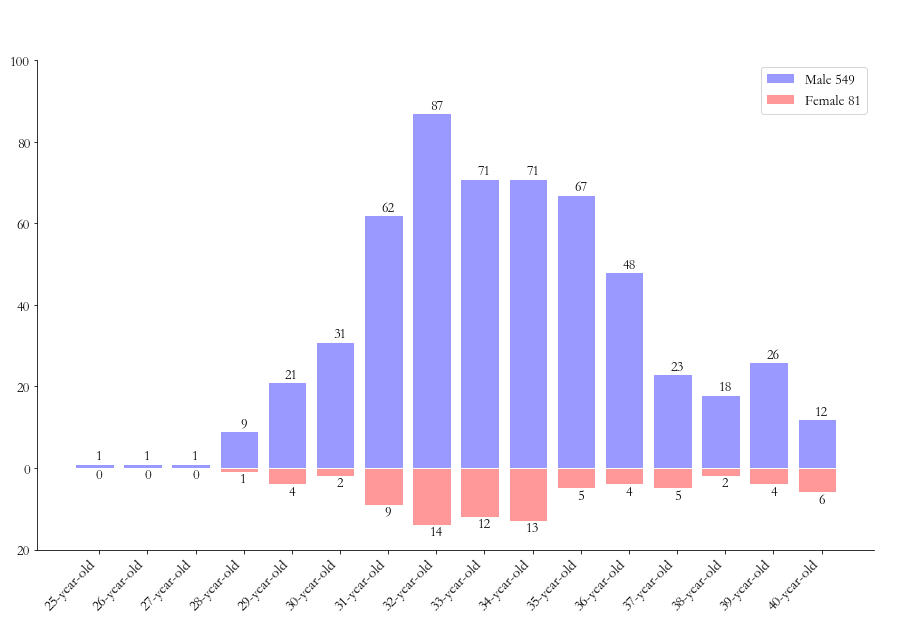 100
80
60
40
20
0
20
Male 549
Female 81
1
1
1
9
21
31
62
87
71
71
67
48
23
18
26
12
0
0
0
1
4
2
9
14
12
13
5
4
5
2
4
6
25-year-old
26-year-old
27-year-old
28-year-old
29-year-old
30-year-old
31-year-old
32-year-old
33-year-old
34-year-old
35-year-old
36-year-old
37-year-old
38-year-old
39-year-old
40-year-old